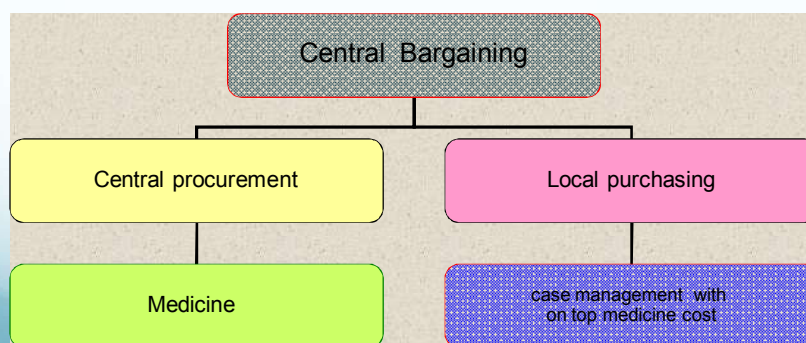 Central Bargaining
Central procurement
Local purchasing
Medicine
case management with
on top medicine cost